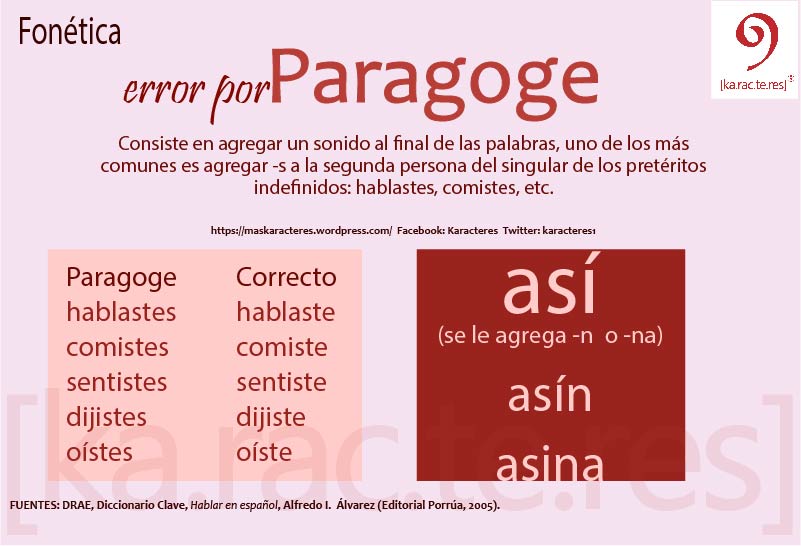 Fonética
error por Paragoge
[ka.rac.te.res]
Consiste en agregar un sonido al final de las palabras, uno de los más
comunes es agregar -s a la segunda persona del singular de los pretéritos
indefinidos: hablastes, comistes, etc.
https://maskaracteres.wordpress.com/ Facebook: Karacteres Twitter: karacteres1
Paragoge Correcto
hablastes hablaste
comistes comiste
sentistes sentiste
dijistes dijiste
oístes oíste
así
(se le agrega -n o -na)
asín
asina
[ka.rac.te.res]
FUENTES: DRAE, Diccionario Clave, Hablar en español, Alfredo I. Álvarez (Editorial Porrúa, 2005).